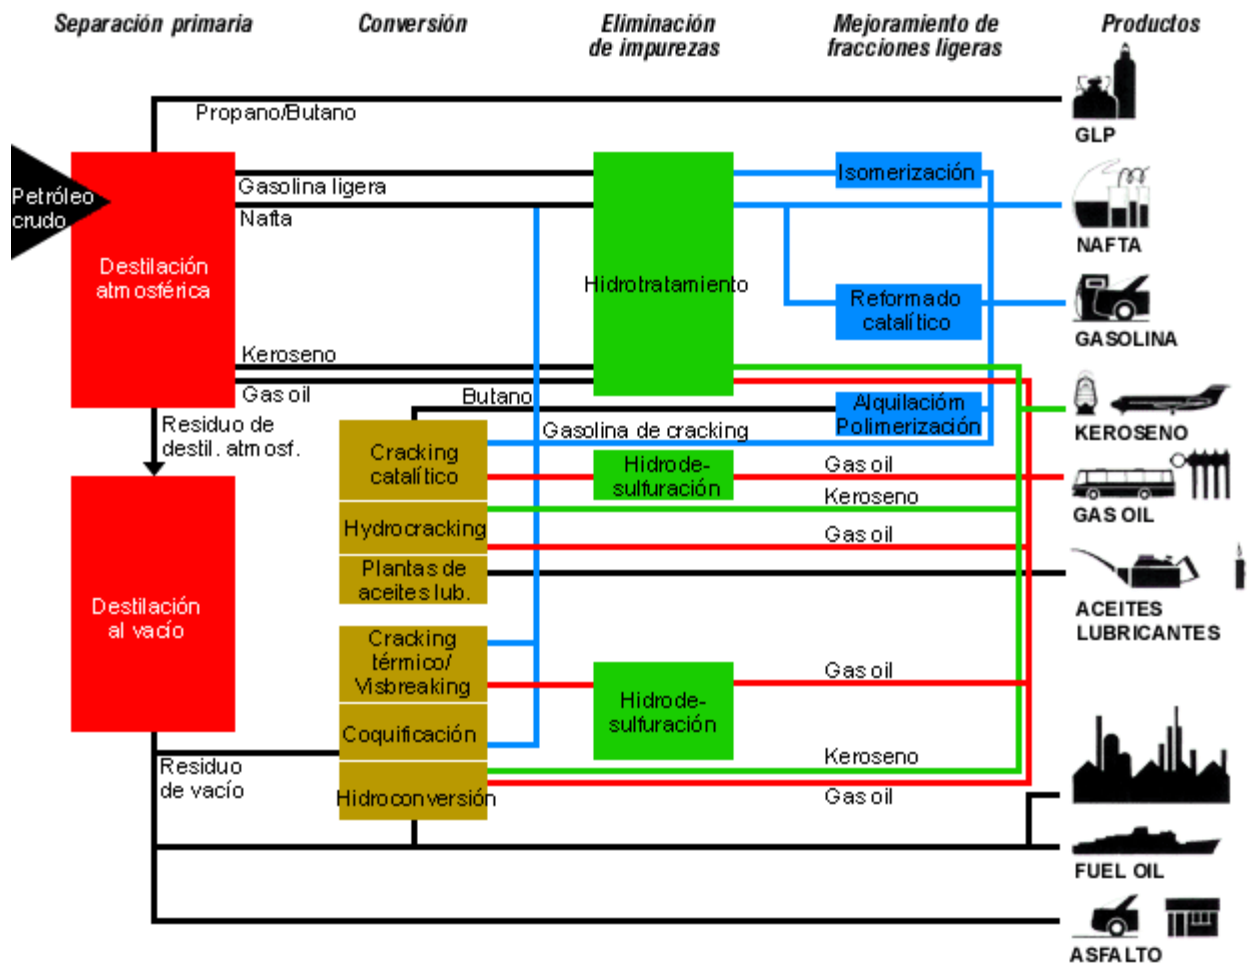 Separación primaria
Conversión
Eliminación
de impurezas
Mejoramiento de
fracciones ligeras
Productos
Propano/Butano
GLP
Petróleo
crudo
Gasolina ligera
Nafta
Isomerización
NAFTA
Destilación
atmosférica
Hidrotratamiento
Reformado
catalítico
GASOLINA
Keroseno
Gas oil
Butano
Alquilacióm
Polimerización
KEROSENO
Residuo de
destil. atmosf.
Gasolina de cracking
Cracking
catalítico
Hidrode-
sulfuración
Gas oil
Keroseno
GAS OIL
Hydrocracking
Gas oil
Plantas de
aceites lub.
ACEITES
LUBRICANTES
Destilación
al vacío
Cracking
térmico/
Visbreaking
Gas oil
Hidrode-
sulfuración
Coquificación
Residuo
de vacío
Keroseno
Hidroconversión
Gas oil
FUEL OIL
ASFALTO